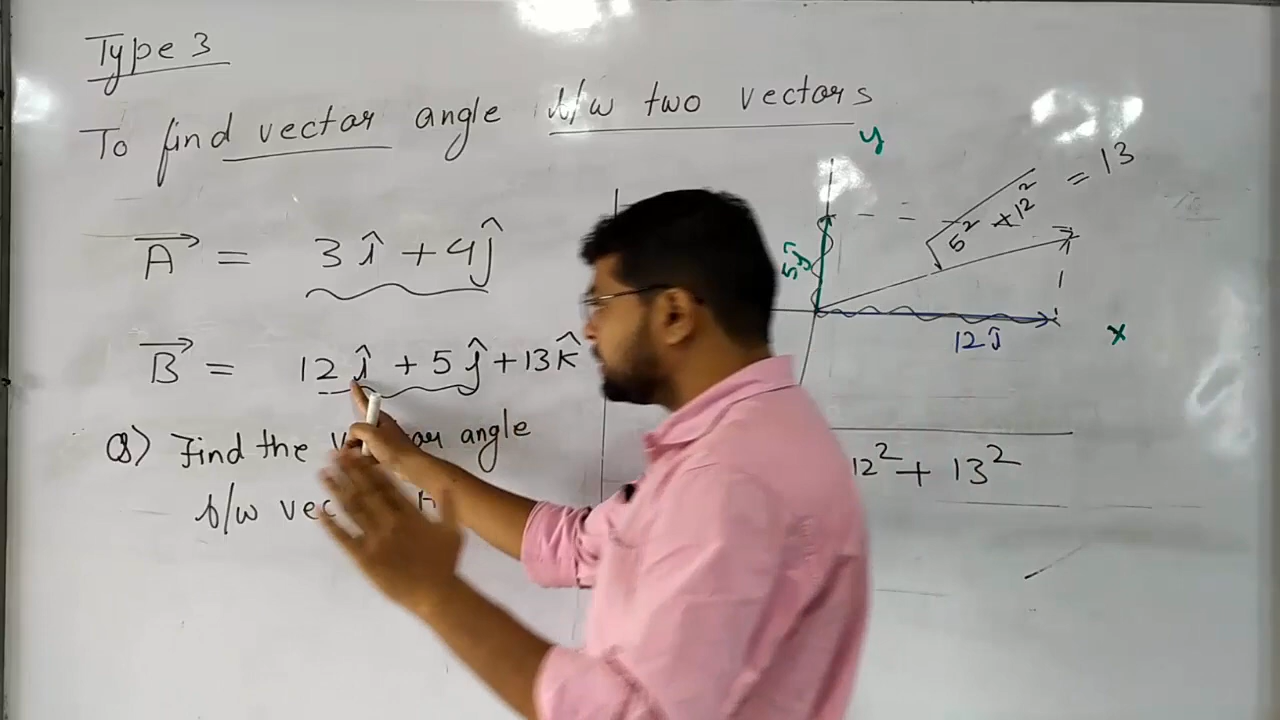 Type 3
To find vector angle b/w two vectors
A = 3î + 4ĵ
B = 12î + 5ĵ + 13k̂
Q) Find the angle
b/w
y
5ĵ
5² + 12² = 13
12î
x
12² + 13²